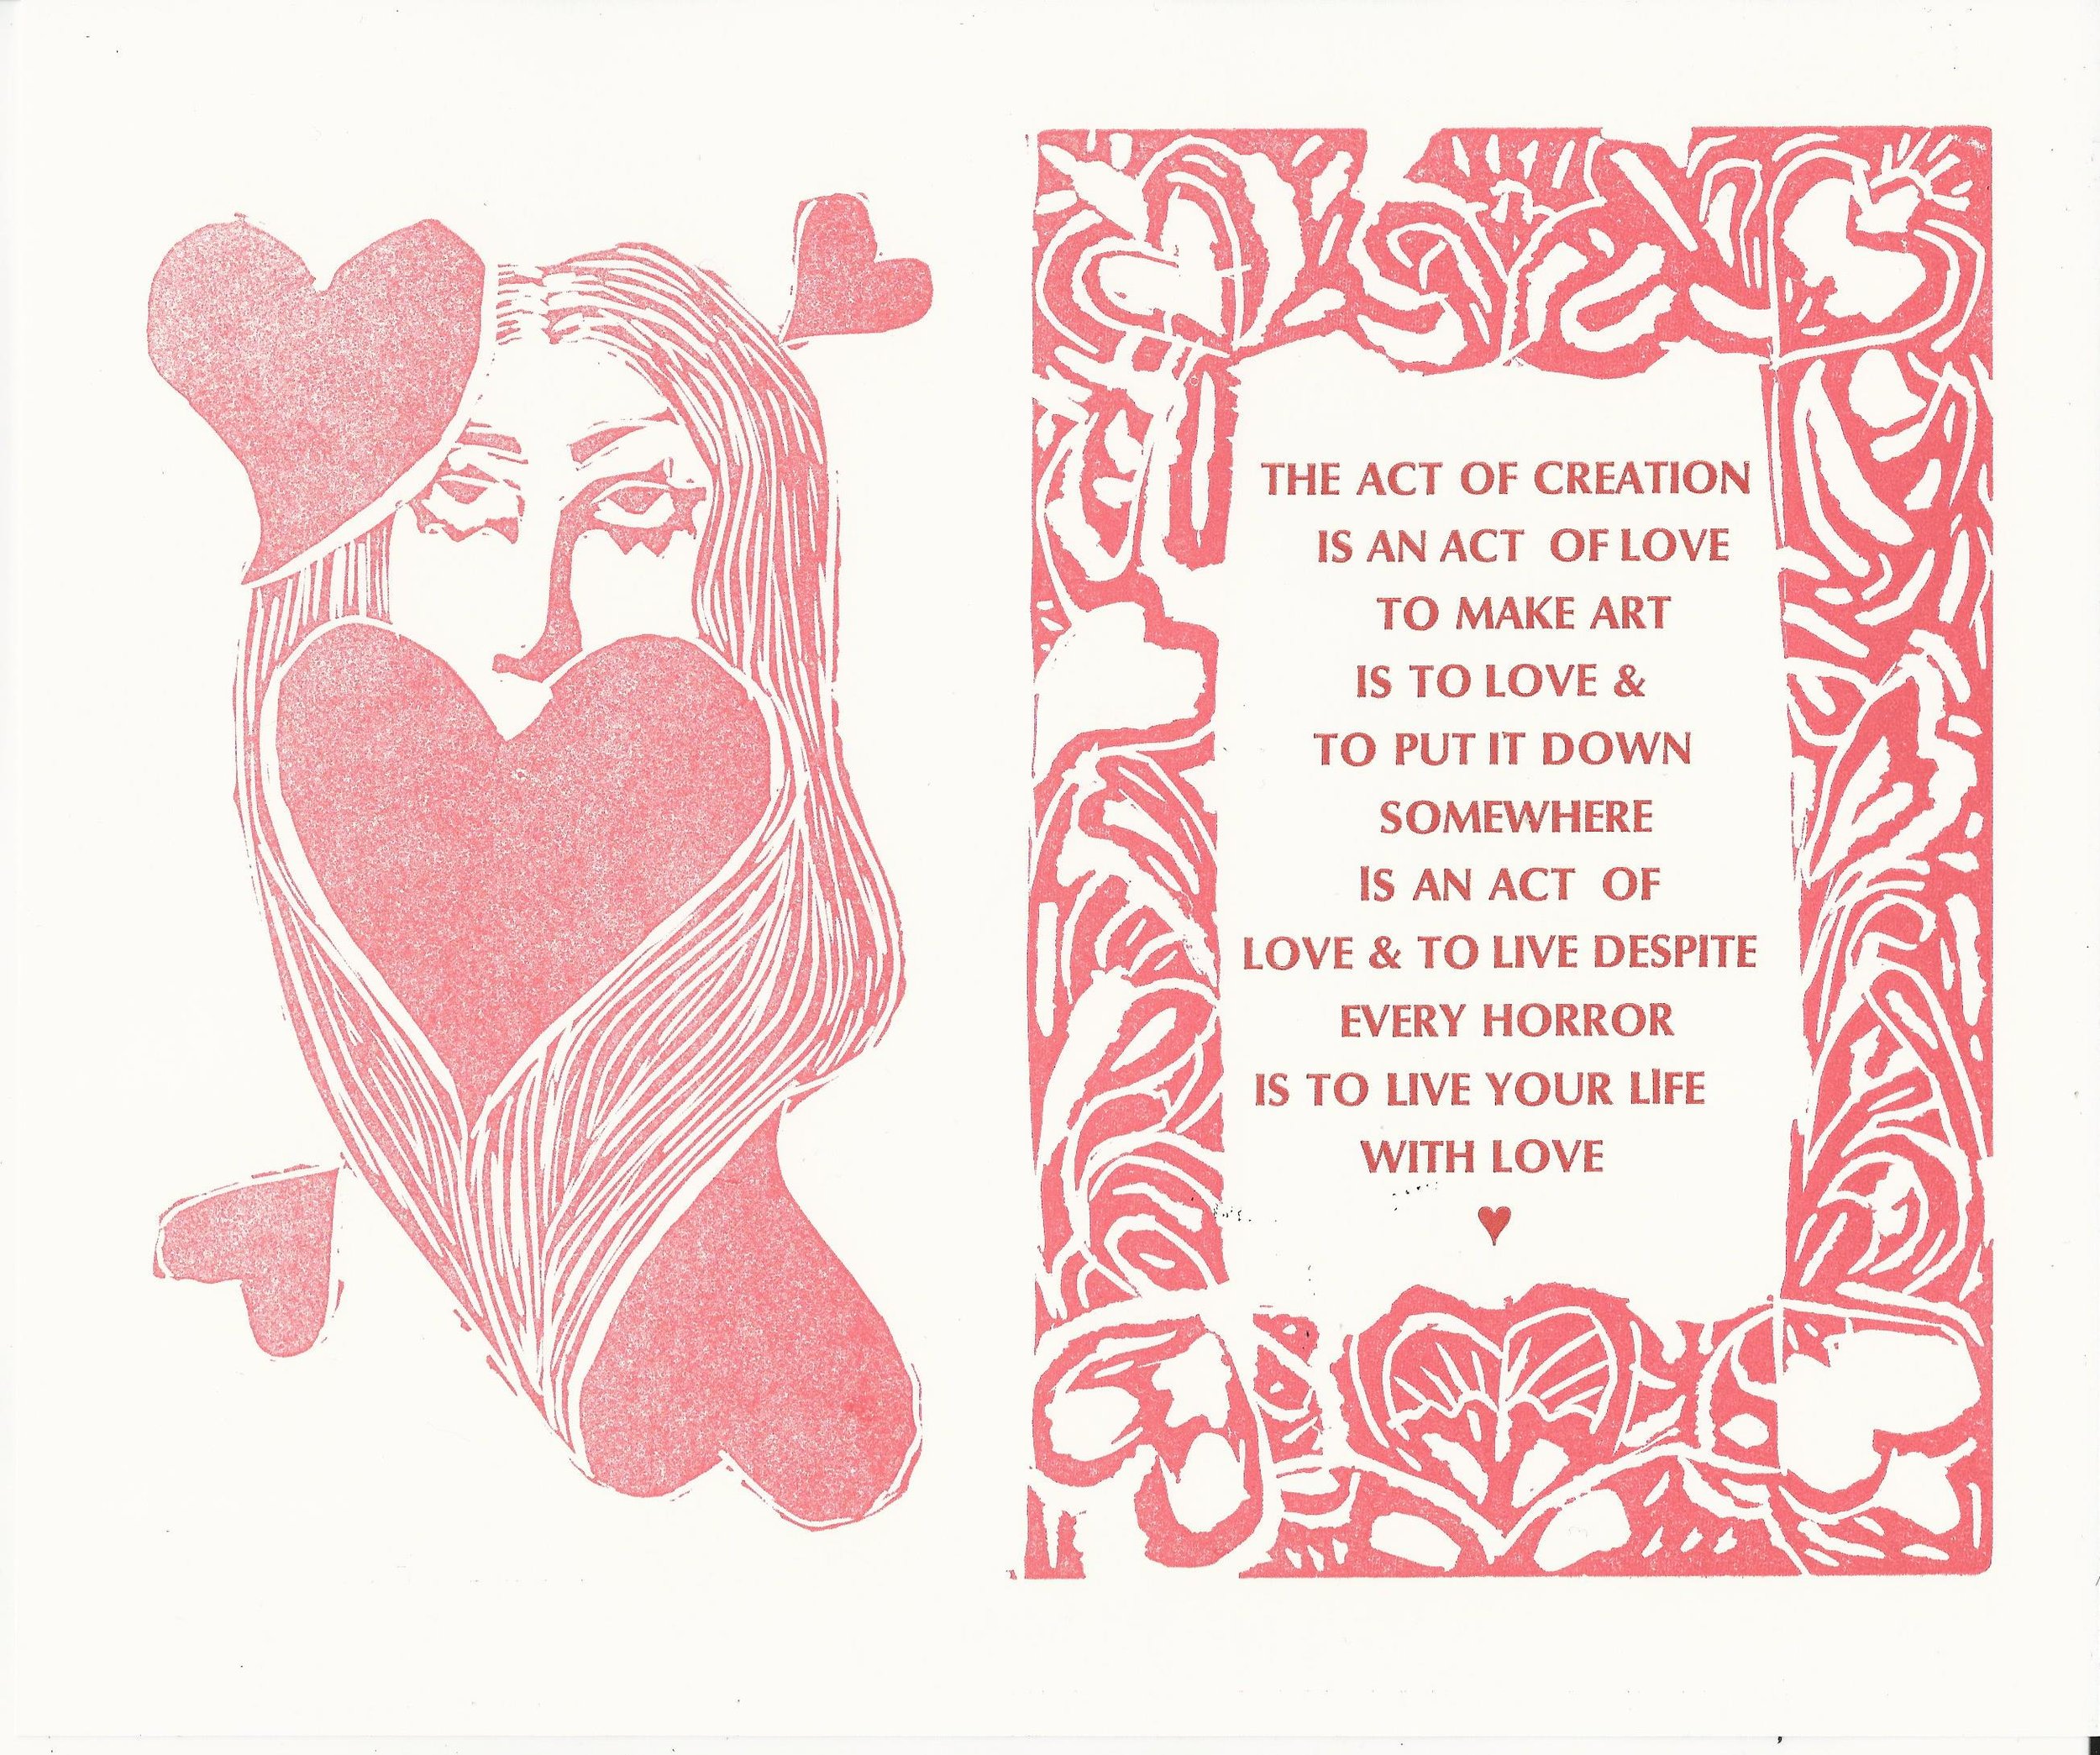 THE ACT OF CREATION
IS AN ACT OF LOVE
TO MAKE ART
IS TO LOVE &
TO PUT IT DOWN
SOMEWHERE
IS AN ACT OF
LOVE & TO LIVE DESPITE
EVERY HORROR
IS TO LIVE YOUR LIFE
WITH LOVE